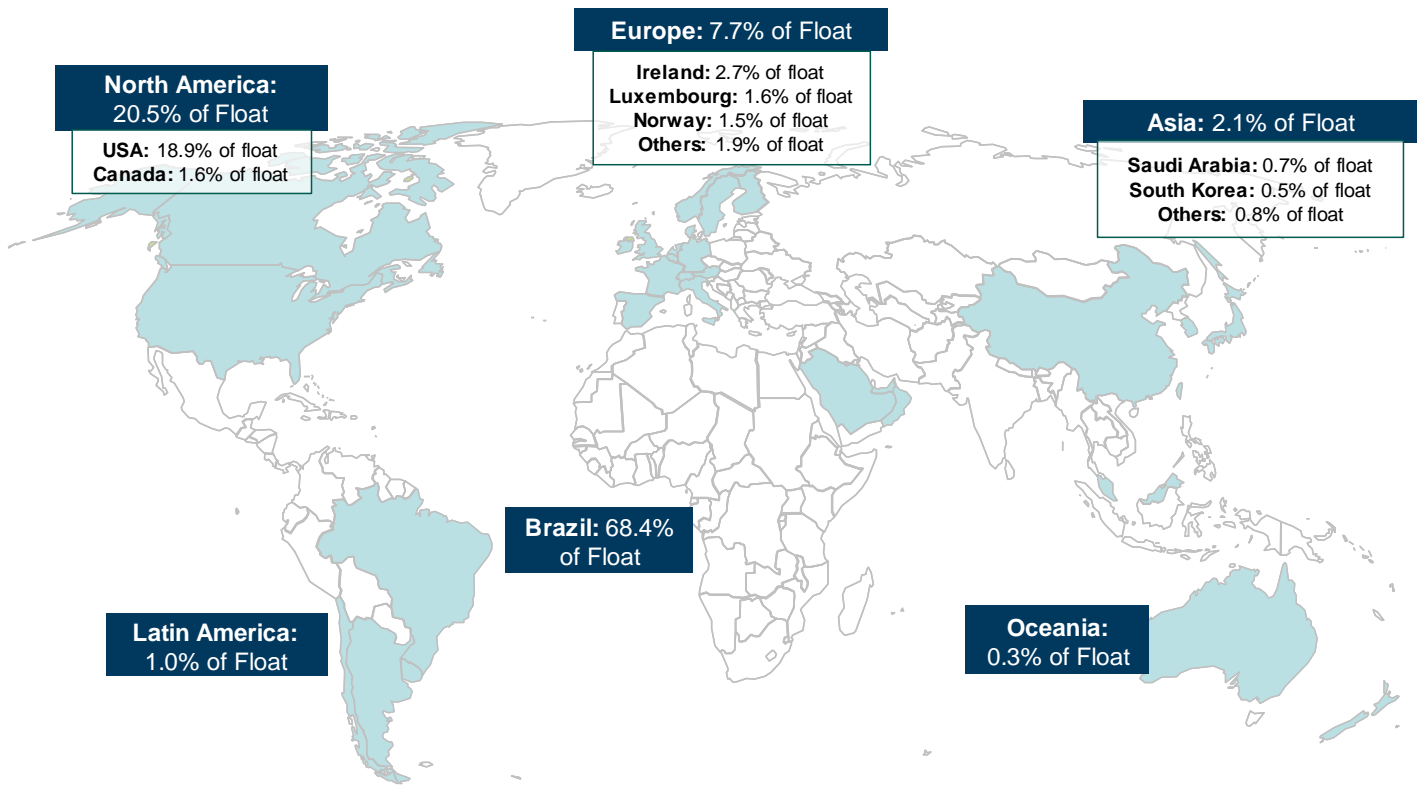 Europe: 7.7% of Float
Ireland: 2.7% of float
Luxembourg: 1.6% of float
Norway: 1.5% of float
Others: 1.9% of float
North America:
20.5% of Float
USA: 18.9% of float
Canada: 1.6% of float
Asia: 2.1% of Float
Saudi Arabia: 0.7% of float
South Korea: 0.5% of float
Others: 0.8% of float
Brazil: 68.4%
of Float
Latin America:
1.0% of Float
Oceania:
0.3% of Float